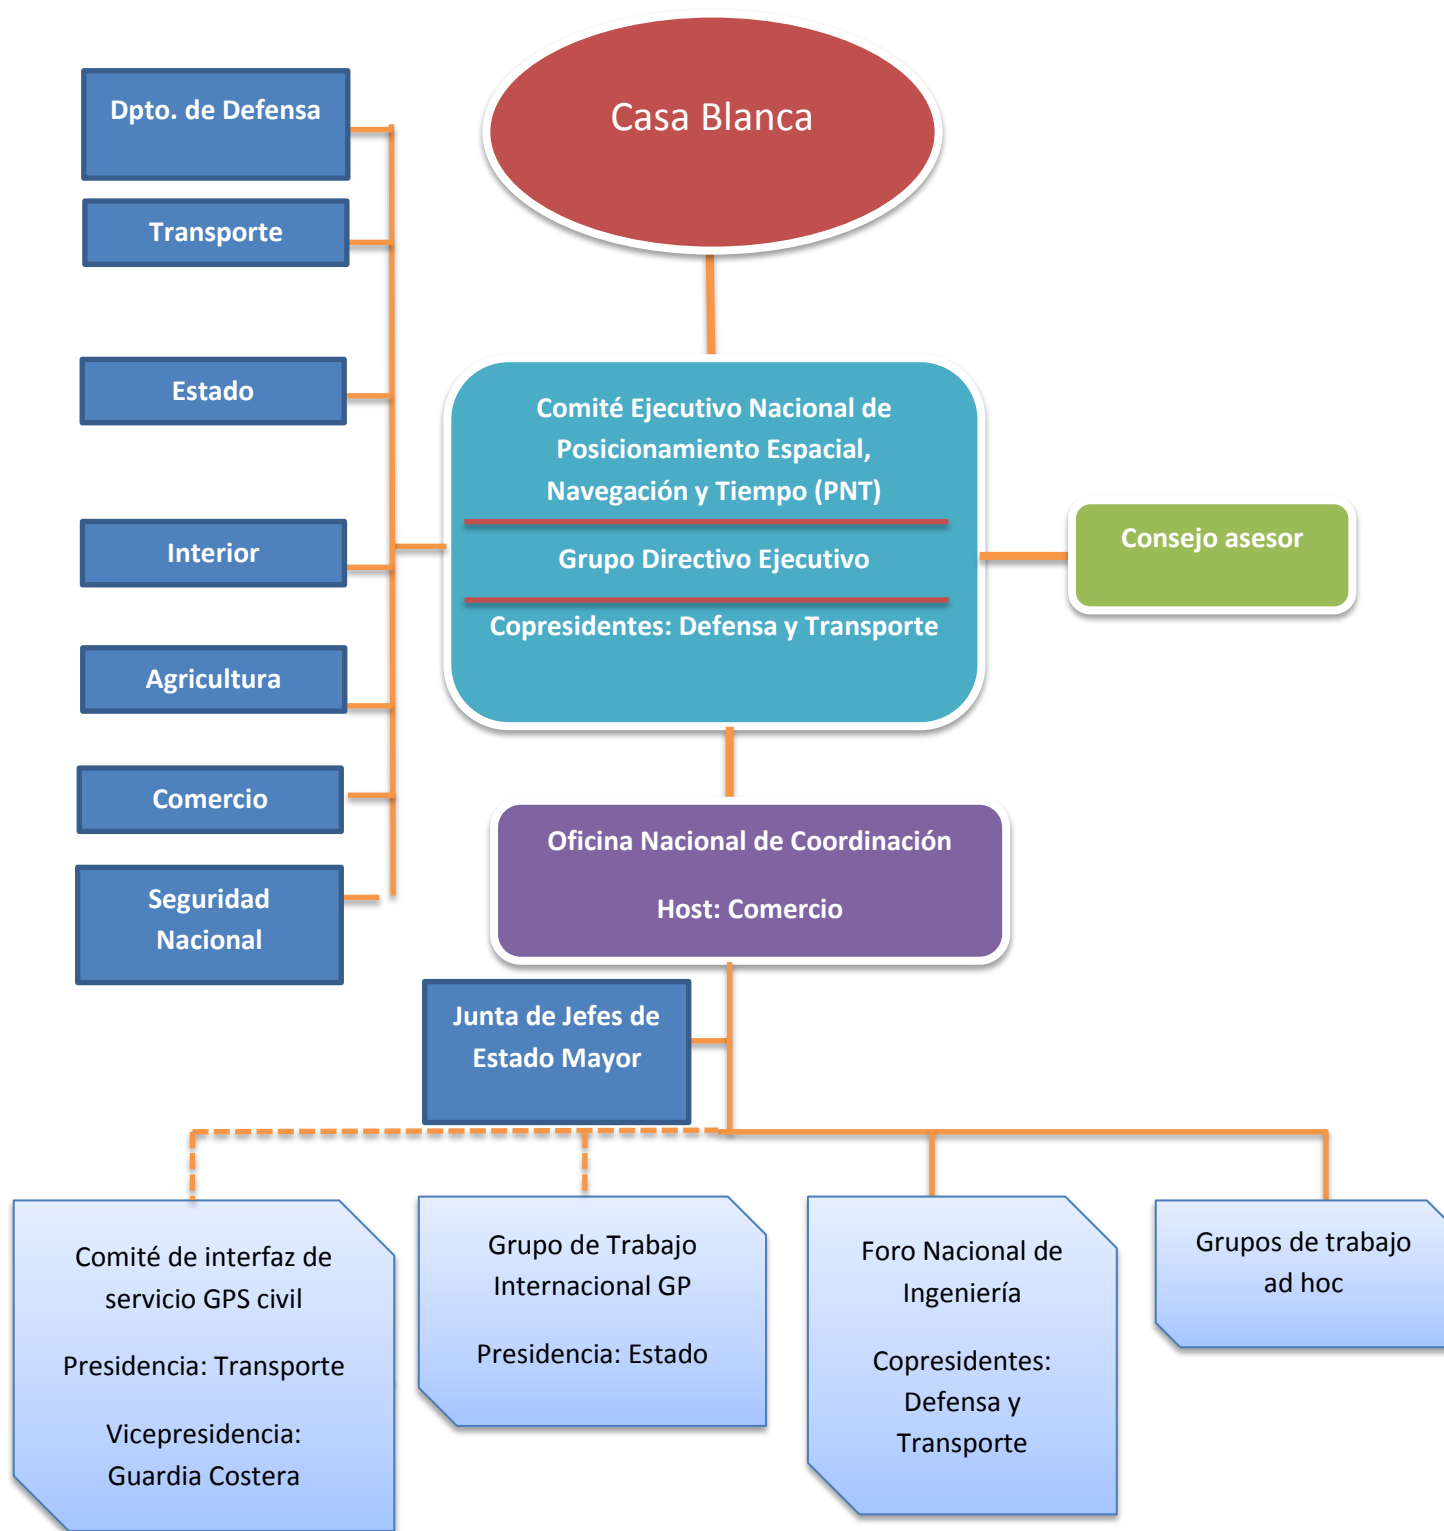 Casa Blanca
Dpto. de Defensa
Transporte
Estado
Interior
Agricultura
Comercio
Seguridad
Nacional
Comité Ejecutivo Nacional de
Posicionamiento Espacial,
Navegación y Tiempo (PNT)
Grupo Directivo Ejecutivo
Copresidentes: Defensa y Transporte
Consejo asesor
Oficina Nacional de Coordinación
Host: Comercio
Junta de Jefes de
Estado Mayor
Comité de interfaz de
servicio GPS civil
Presidencia: Transporte
Vicepresidencia:
Guardia Costera
Grupo de Trabajo
Internacional GP
Presidencia: Estado
Foro Nacional de
Ingeniería
Copresidentes:
Defensa y
Transporte
Grupos de trabajo
ad hoc